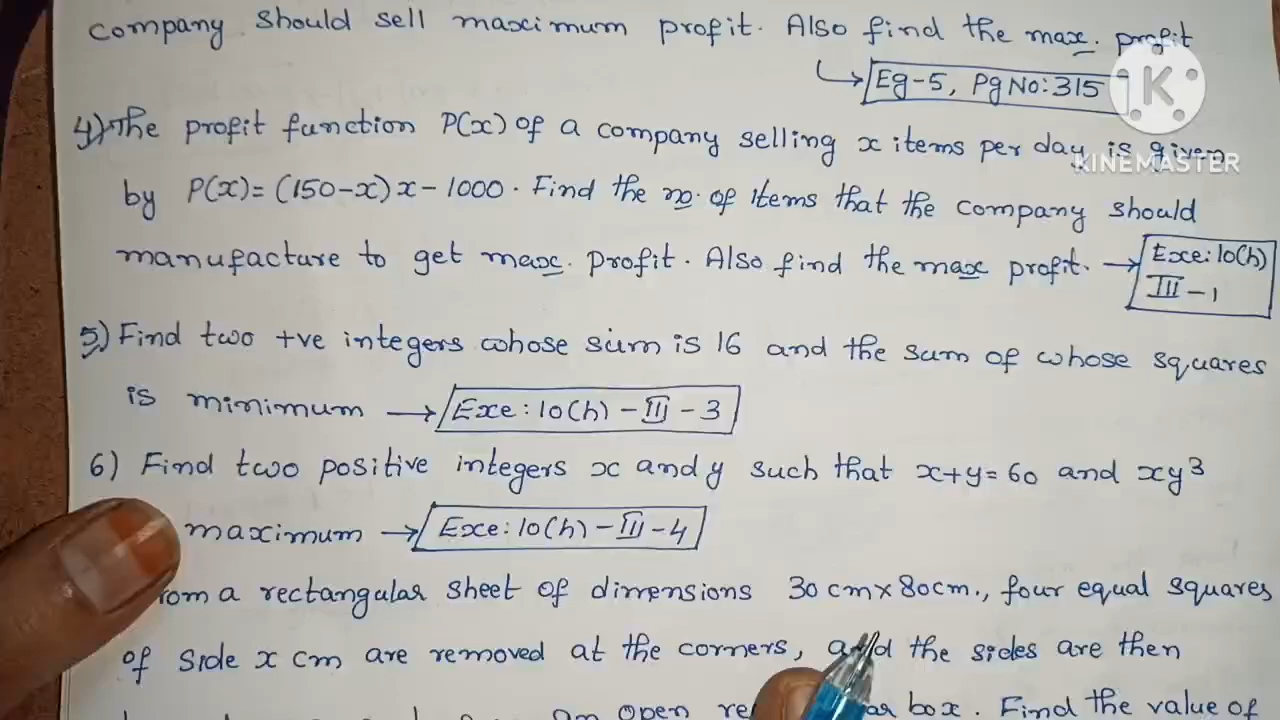 company should sell maximum profit. Also find the max. profit
↳ Eg-5, Pg No: 315
K
KINEMASTER
4) The profit function P(x) of a company selling x items per day is given
by P(x) = (150-x)x - 1000. Find the no. of items that the company should
manufacture to get max. profit. Also find the max profit. → Exe: 10(h)
III - 1
5) Find two +ve integers whose sum is 16 and the sum of whose squares
is minimum → Exe: 10(h) - II - 3
6) Find two positive integers x and y such that x+y=60 and xy³
maximum → Exe: 10(h) - II - 4
a rectangular sheet of dimensions 30 cm x 80 cm., four equal squares
of side x cm are removed at the corners, and the sides are then
an open box. Find the value of